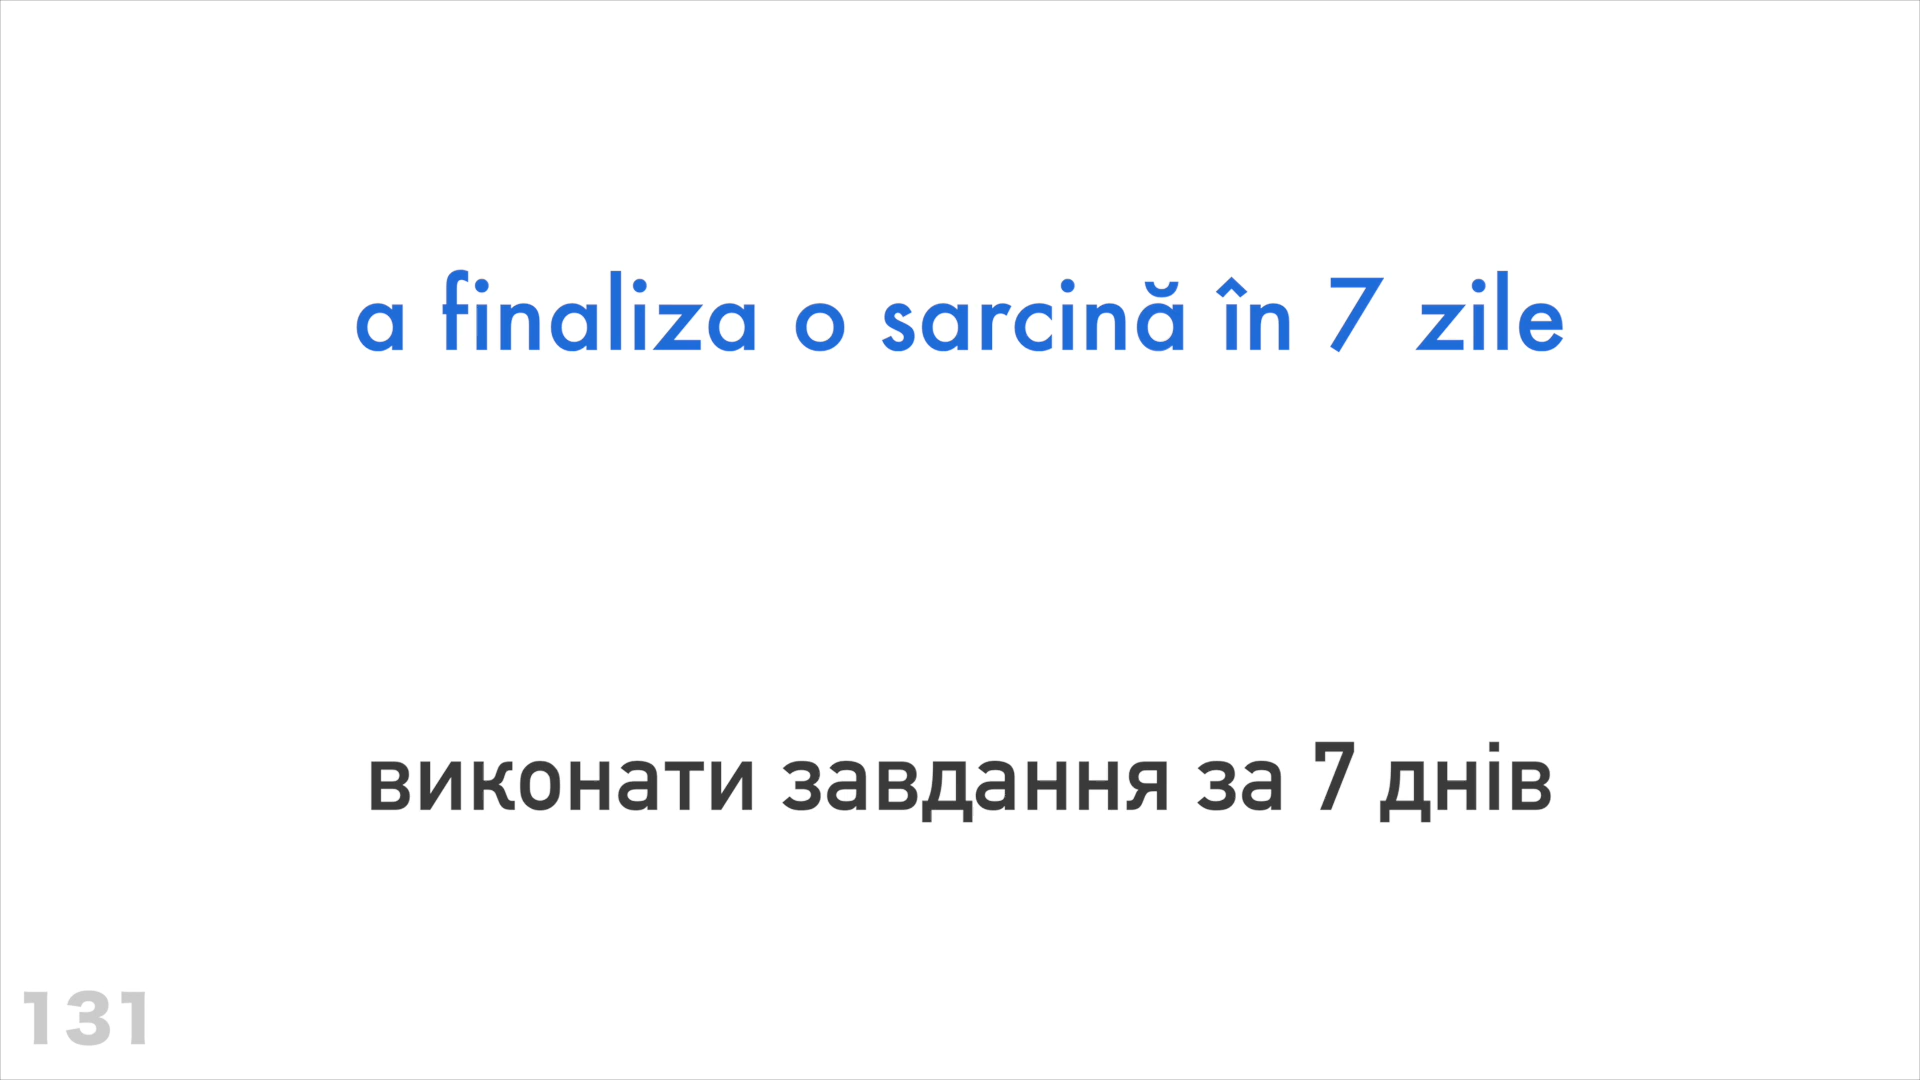 a finaliza o sarcină în 7 zile
виконати завдання за 7 днів
131